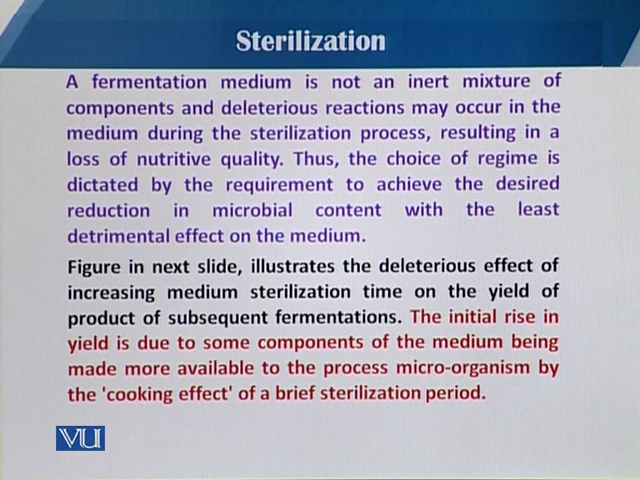 Sterilization
A fermentation medium is not an inert mixture of
components and deleterious reactions may occur in the
medium during the sterilization process, resulting in a
loss of nutritive quality. Thus, the choice of regime is
dictated by the requirement to achieve the desired
reduction in microbial content with the least
detrimental effect on the medium.
Figure in next slide, illustrates the deleterious effect of
increasing medium sterilization time on the yield of
product of subsequent fermentations. The initial rise in
yield is due to some components of the medium being
made more available to the process micro-organism by
the 'cooking effect' of a brief sterilization period.
VU